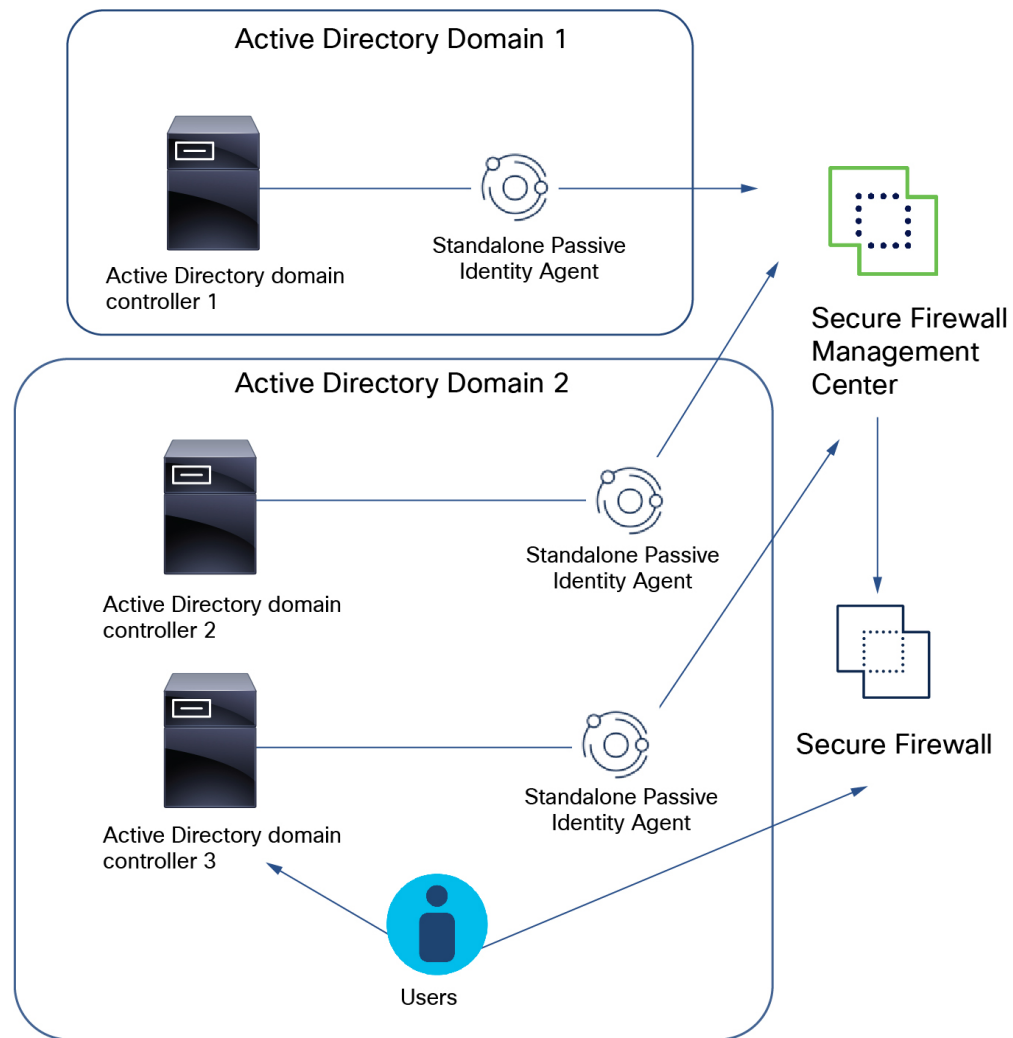 Active Directory Domain 1
Active Directory domain
controller 1
Standalone Passive
Identity Agent
Secure Firewall
Management
Center
Active Directory Domain 2
Active Directory domain
controller 2
Standalone Passive
Identity Agent
Secure Firewall
Active Directory domain
controller 3
Standalone Passive
Identity Agent
Users